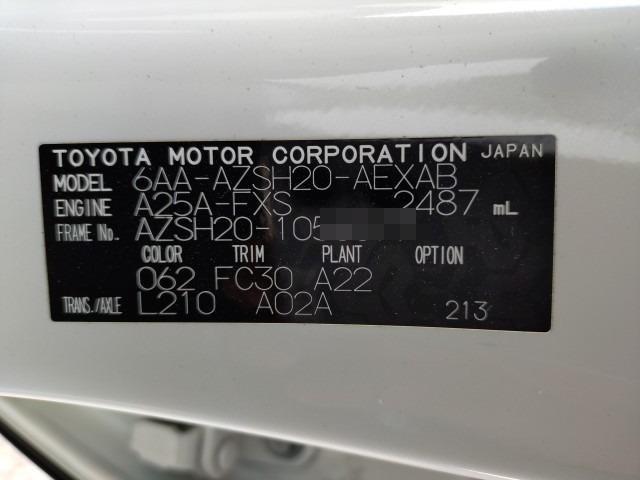 TOYOTA MOTOR CORPORATION JAPAN
MODEL 6AA-AZSH20-AEXAB
ENGINE A25A-FXS 2487 mL
FRAME No. AZSH20-105
COLOR TRIM PLANT OPTION
062 FC30 A22
TRANS./AXLE L210 A02A 213